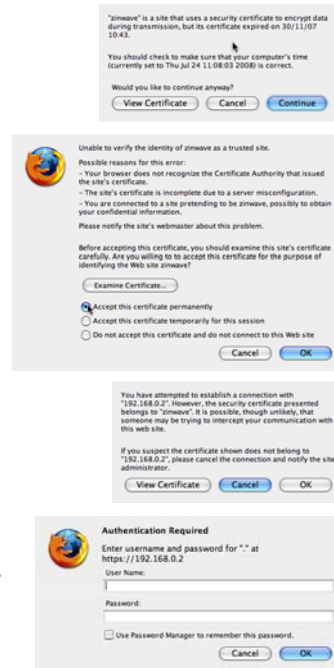 "zinwave" is a site that uses a security certificate to encrypt data
during transmission, but its certificate expired on 30/11/07
10:43.
You should check to make sure that your computer's time
(currently set to Thu Jul 24 11:08:03 2008) is correct.
Would you like to continue anyway?
View Certificate Cancel Continue
Unable to verify the identity of zinwave as a trusted site.
Possible reasons for this error:
- Your browser does not recognize the Certificate Authority that issued
the site's certificate.
- The site's certificate is incomplete due to a server misconfiguration.
- You are connected to a site pretending to be zinwave, possibly to obtain
your confidential information.
Please notify the site's webmaster about this problem.
Before accepting this certificate, you should examine this site's certificate
carefully. Are you willing to to accept this certificate for the purpose of
identifying the Web site zinwave?
Examine Certificate...
Accept this certificate permanently
Accept this certificate temporarily for this session
Do not accept this certificate and do not connect to this Web site
Cancel OK
You have attempted to establish a connection with
"192.168.0.2". However, the security certificate presented
belongs to "zinwave". It is possible, though unlikely, that
someone may be trying to intercept your communication with
this web site.
If you suspect the certificate shown does not belong to
"192.168.0.2", please cancel the connection and notify the site
administrator.
View Certificate Cancel OK
Authentication Required
Enter username and password for "." at
https://192.168.0.2
User Name:
Password:
Use Password Manager to remember this password.
Cancel OK